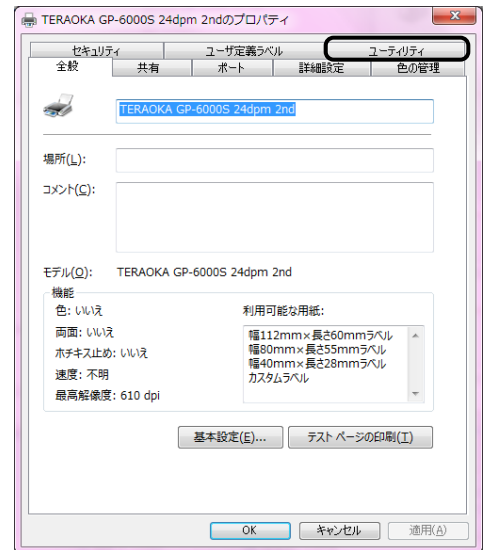 TERAOKA GP-6000S 24dpm 2ndのプロパティ
セキュリティ ユーザ定義ラベル ユーティリティ
全般 共有 ポート 詳細設定 色の管理
TERAOKA GP-6000S 24dpm 2nd
場所(L):
コメント(C):
モデル(O): TERAOKA GP-6000S 24dpm 2nd
機能
色: いいえ 利用可能な用紙:
両面: いいえ
ホチキス止め: いいえ
速度: 不明
最高解像度: 610 dpi
幅112mm×長さ60mmラベル
幅80mm×長さ55mmラベル
幅40mm×長さ28mmラベル
カスタムラベル
基本設定(E)... テスト ページの印刷(T)
OK キャンセル 適用(A)